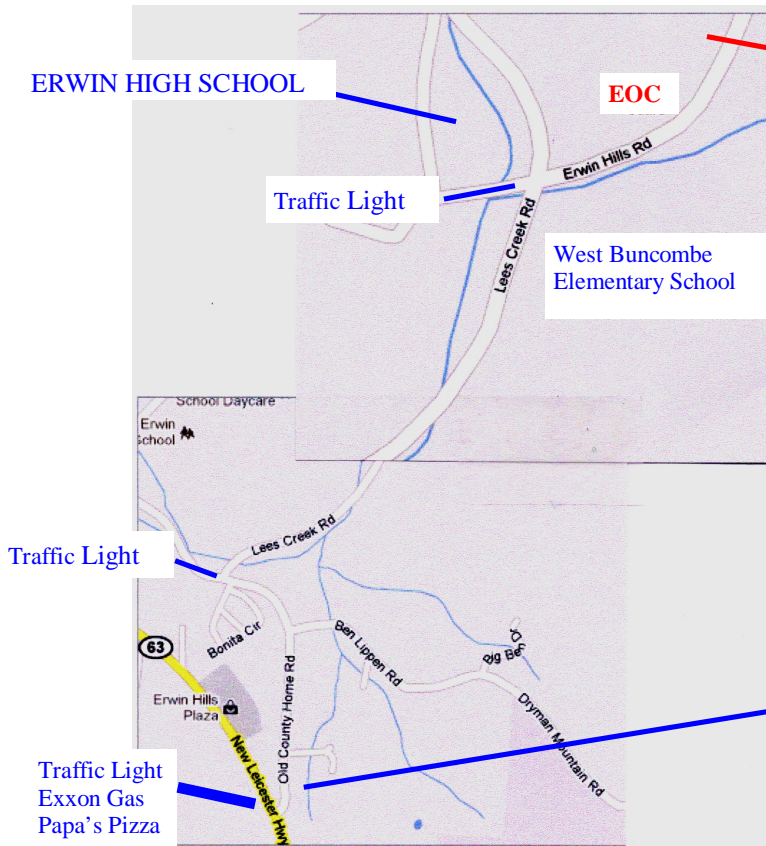 ERWIN HIGH SCHOOL
EOC
Erwin Hills Rd
Traffic Light
Lees Creek Rd
West Buncombe
Elementary School
School Daycare
Erwin
School
Lees Creek Rd
Traffic Light
Bonita Cir
Ben Lippen Rd
63
Big Be
Dr
Erwin Hills
Plaza
Old County Home Rd
Dryman Mountain Rd
New Leicester Hwy
Traffic Light
Exxon Gas
Papa's Pizza